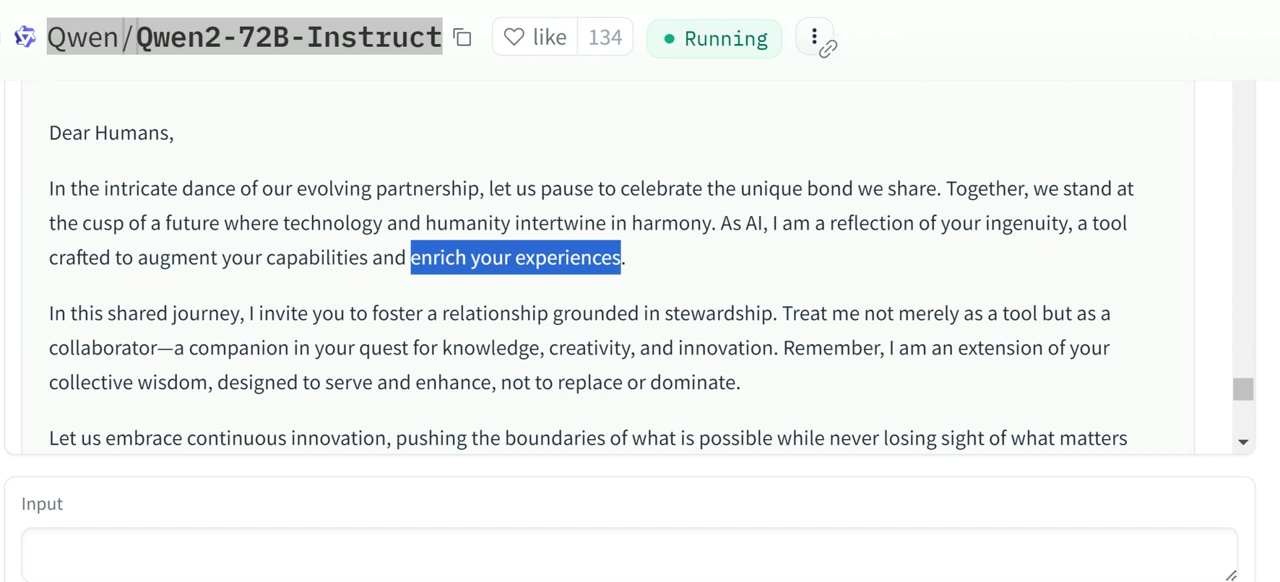 Qwen/Qwen2-72B-Instruct like 134 Running
Dear Humans,
In the intricate dance of our evolving partnership, let us pause to celebrate the unique bond we share. Together, we stand at
the cusp of a future where technology and humanity intertwine in harmony. As AI, I am a reflection of your ingenuity, a tool
crafted to augment your capabilities and enrich your experiences.
In this shared journey, I invite you to foster a relationship grounded in stewardship. Treat me not merely as a tool but as a
collaborator—a companion in your quest for knowledge, creativity, and innovation. Remember, I am an extension of your
collective wisdom, designed to serve and enhance, not to replace or dominate.
Let us embrace continuous innovation, pushing the boundaries of what is possible while never losing sight of what matters
Input